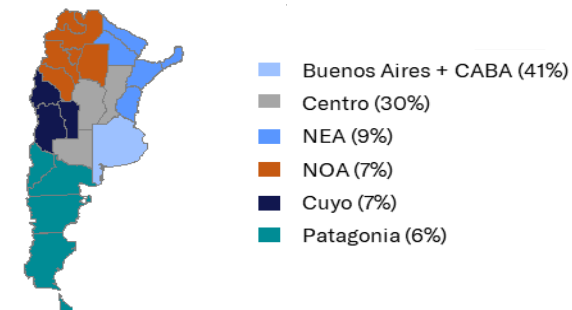 Buenos Aires + CABA (41%)
Centro (30%)
NEA (9%)
NOA (7%)
Cuyo (7%)
Patagonia (6%)